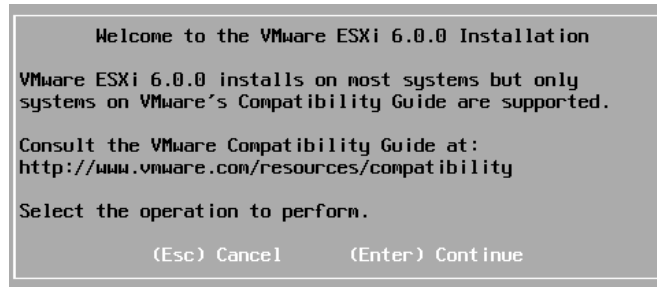 Welcome to the VMware ESXi 6.0.0 Installation
VMware ESXi 6.0.0 installs on most systems but only
systems on VMware's Compatibility Guide are supported.
Consult the VMware Compatibility Guide at:
http://www.vmware.com/resources/compatibility
Select the operation to perform.
(Esc) Cancel (Enter) Continue